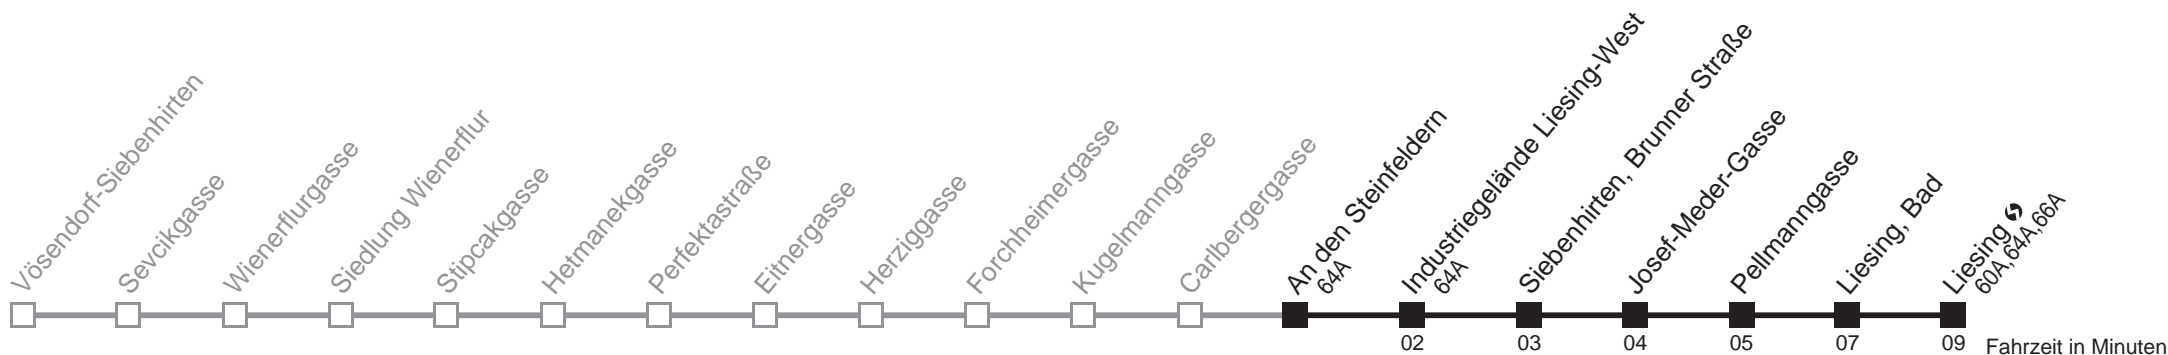 Vösendorf-Siebenhirten
Sevcikgasse
Wienerflurgasse
Siedlung Wienerflur
Stipcakgasse
Hetmanekgasse
Perfektastraße
Eitnergasse
Herziggasse
Forchheimergasse
Kugelmanngasse
Carlbergergasse
An den Steinfeldern
64A
Industriegelände Liesing-West
64A
Siebenhirten, Brunner Straße
Josef-Meder-Gasse
Pellmanngasse
Liesing, Bad
Liesing
60A,64A,66A
02 03 04 05 07 09 Fahrzeit in Minuten